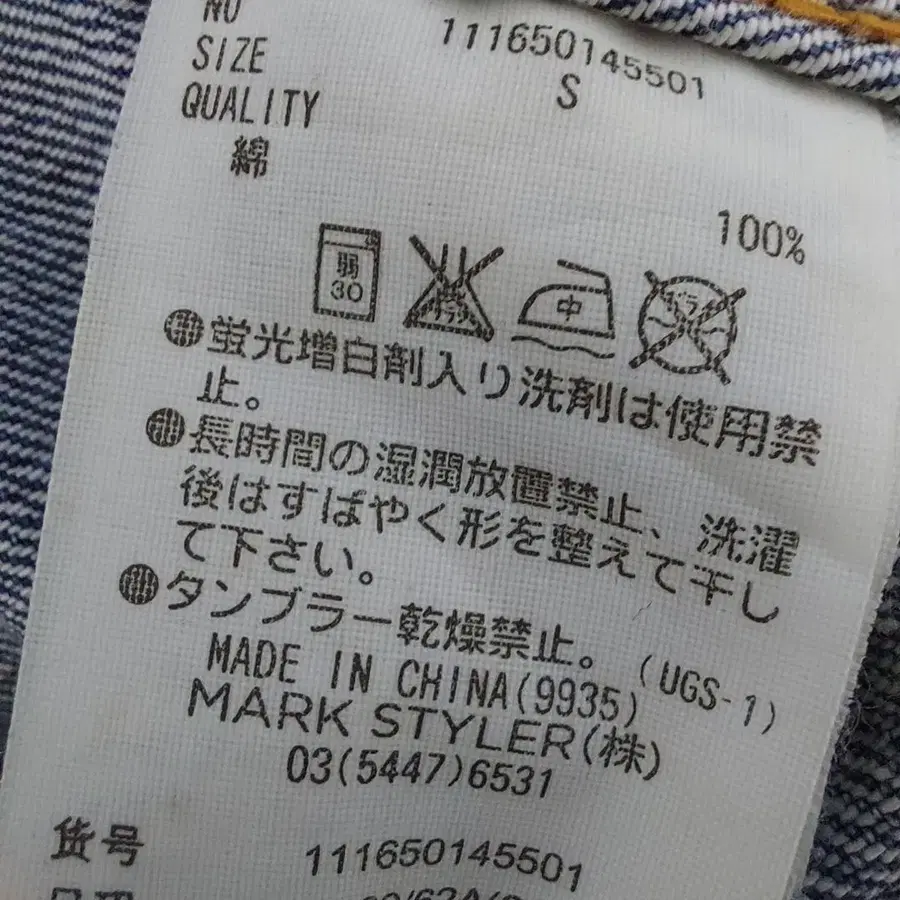 NO 111650145501
SIZE S
QUALITY
綿 100%
弱 30 中
●蛍光増白剤入り洗剤は使用禁
止。
●長時間の湿潤放置禁止、洗濯
後はすばやく形を整えて干し
て下さい。
●タンブラー乾燥禁止。
(UGS-1)
MADE IN CHINA(9935)
MARK STYLER(株)
03(5447)6531
货号 111650145501